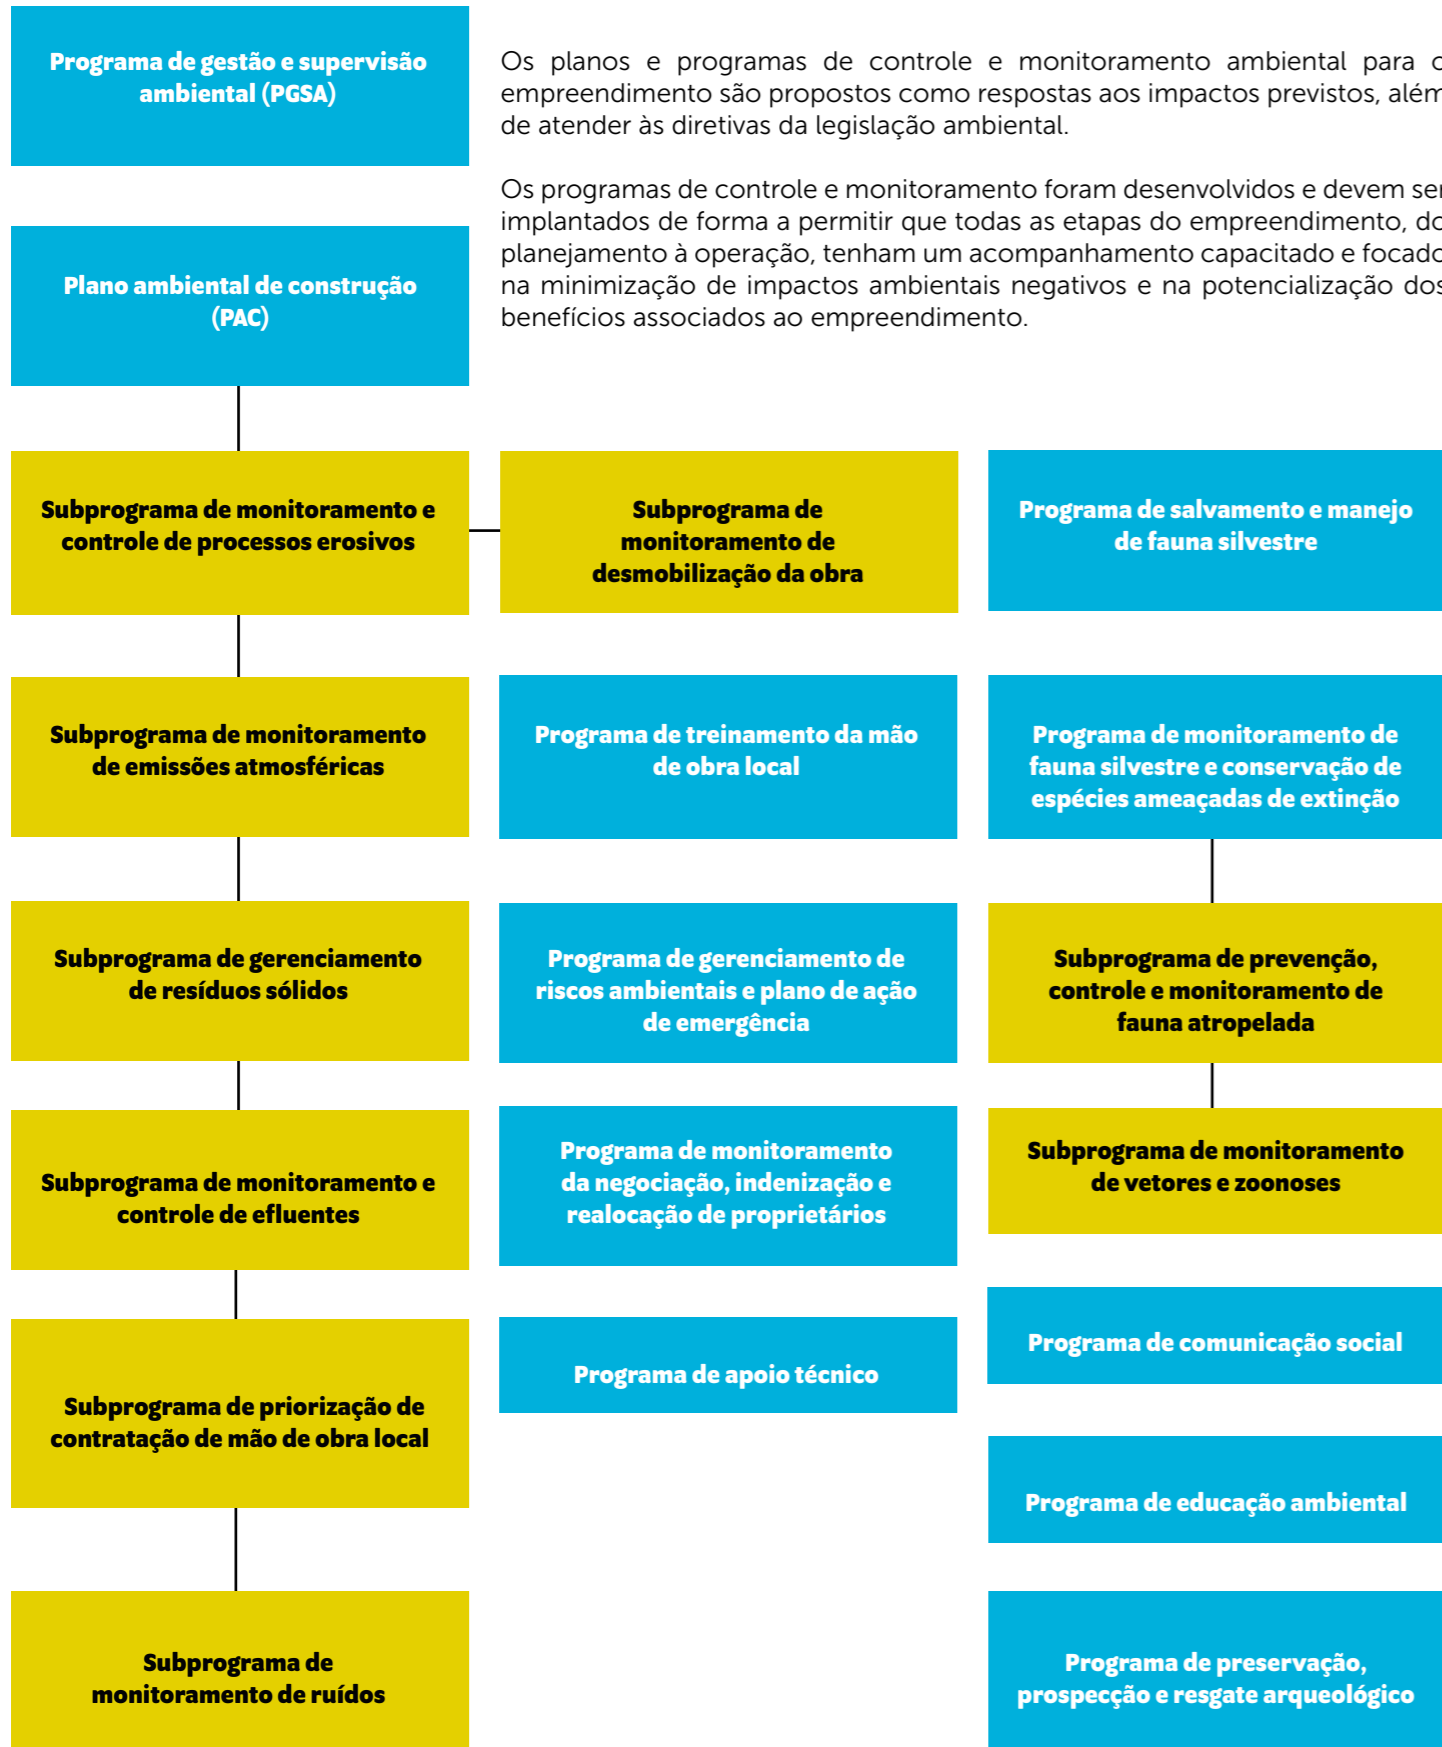 Programa de gestão e supervisão
ambiental (PGSA)
Os planos e programas de controle e monitoramento ambiental para o
empreendimento são propostos como respostas aos impactos previstos, além
de atender às diretivas da legislação ambiental.
Os programas de controle e monitoramento foram desenvolvidos e devem ser
implantados de forma a permitir que todas as etapas do empreendimento, do
planejamento à operação, tenham um acompanhamento capacitado e focado
na minimização de impactos ambientais negativos e na potencialização dos
benefícios associados ao empreendimento.
Plano ambiental de construção
(PAC)
Subprograma de monitoramento e
controle de processos erosivos
Subprograma de
monitoramento de
desmobilização da obra
Programa de salvamento e manejo
de fauna silvestre
Subprograma de monitoramento
de emissões atmosféricas
Programa de treinamento da mão
de obra local
Programa de monitoramento de
fauna silvestre e conservação de
espécies ameaçadas de extinção
Subprograma de gerenciamento
de resíduos sólidos
Programa de gerenciamento de
riscos ambientais e plano de ação
de emergência
Subprograma de prevenção,
controle e monitoramento de
fauna atropelada
Subprograma de monitoramento e
controle de efluentes
Programa de monitoramento
da negociação, indenização e
realocação de proprietários
Subprograma de monitoramento
de vetores e zoonoses
Subprograma de priorização de
contratação de mão de obra local
Programa de apoio técnico
Programa de comunicação social
Programa de educação ambiental
Subprograma de
monitoramento de ruídos
Programa de preservação,
prospecção e resgate arqueológico